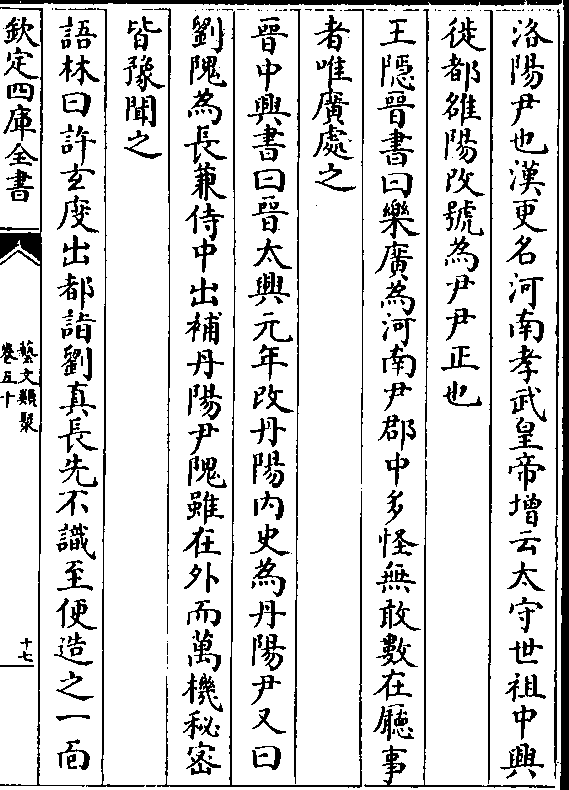 洛陽尹也漢更名河南孝武皇帝增云太守世祖中興
徙都雒陽改號為尹尹正也
王隱晉書曰樂廣為河南尹郡中多怪無敢數在廳事
者唯廣處之
晉中興書曰晉太興元年改丹陽内史為丹陽尹又曰
劉隗為長兼侍中出補丹陽尹隗雖在外而萬機秘密
皆豫聞之
語林曰許玄度出都詣劉真長先不識至便造之一面
欽定四庫全書
藝文類聚
卷五十
十七